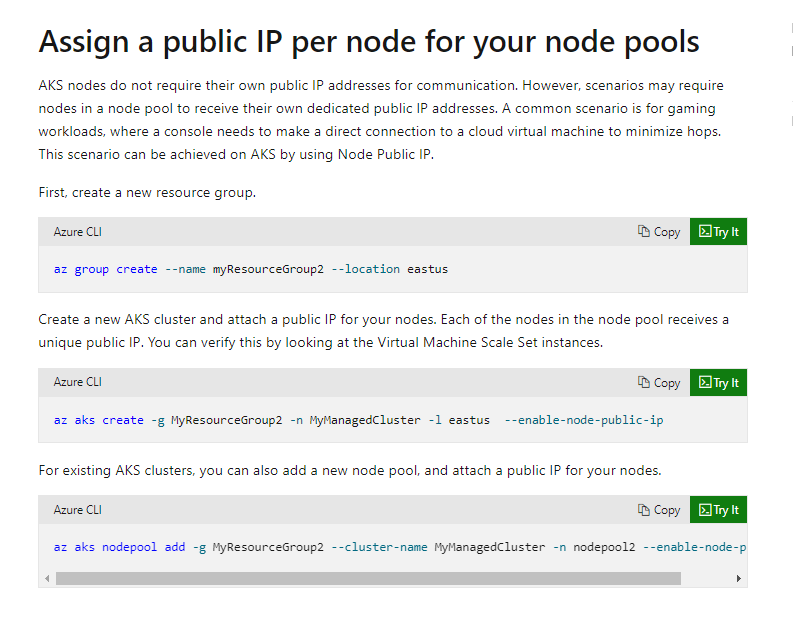 Assign a public IP per node for your node pools
AKS nodes do not require their own public IP addresses for communication. However, scenarios may require
nodes in a node pool to receive their own dedicated public IP addresses. A common scenario is for gaming
workloads, where a console needs to make a direct connection to a cloud virtual machine to minimize hops.
This scenario can be achieved on AKS by using Node Public IP.
First, create a new resource group.
Azure CLI Copy Try It
az group create --name myResourceGroup2 --location eastus
Create a new AKS cluster and attach a public IP for your nodes. Each of the nodes in the node pool receives a
unique public IP. You can verify this by looking at the Virtual Machine Scale Set instances.
Azure CLI Copy Try It
az aks create -g MyResourceGroup2 -n MyManagedCluster -l eastus  --enable-node-public-ip
For existing AKS clusters, you can also add a new node pool, and attach a public IP for your nodes.
Azure CLI Copy Try It
az aks nodepool add -g MyResourceGroup2 --cluster-name MyManagedCluster -n nodepool2 --enable-node-p